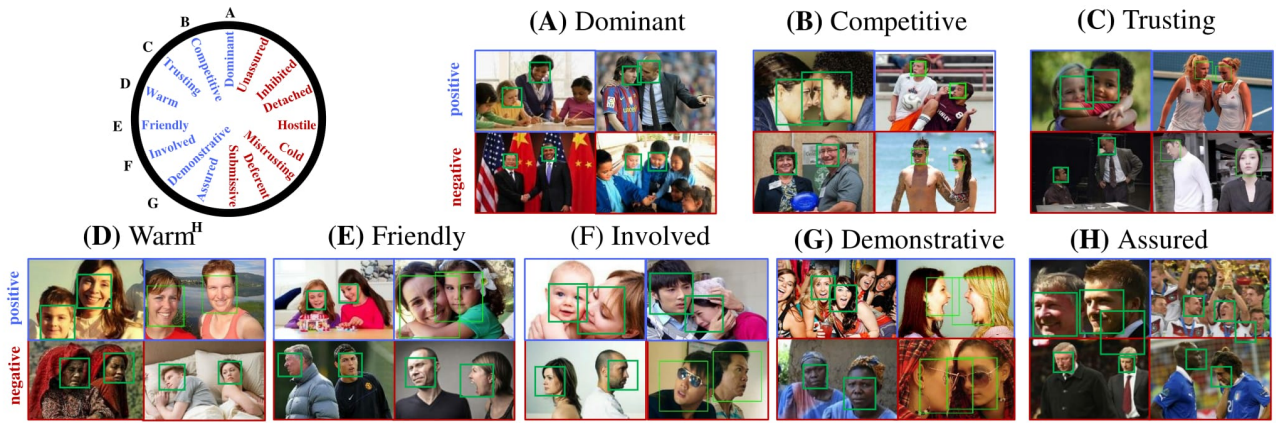 A
B
C
D
E
F
G
H
Dominant
Competitive
Trusting
Warm
Friendly
Involved
Demonstrative
Assured
Unassured
Inhibited
Detached
Hostile
Cold
Mistrusting
Deferent
Submissive
(A) Dominant
(B) Competitive
(C) Trusting
positive
negative
(D) Warm
(E) Friendly
(F) Involved
(G) Demonstrative
(H) Assured
positive
negative